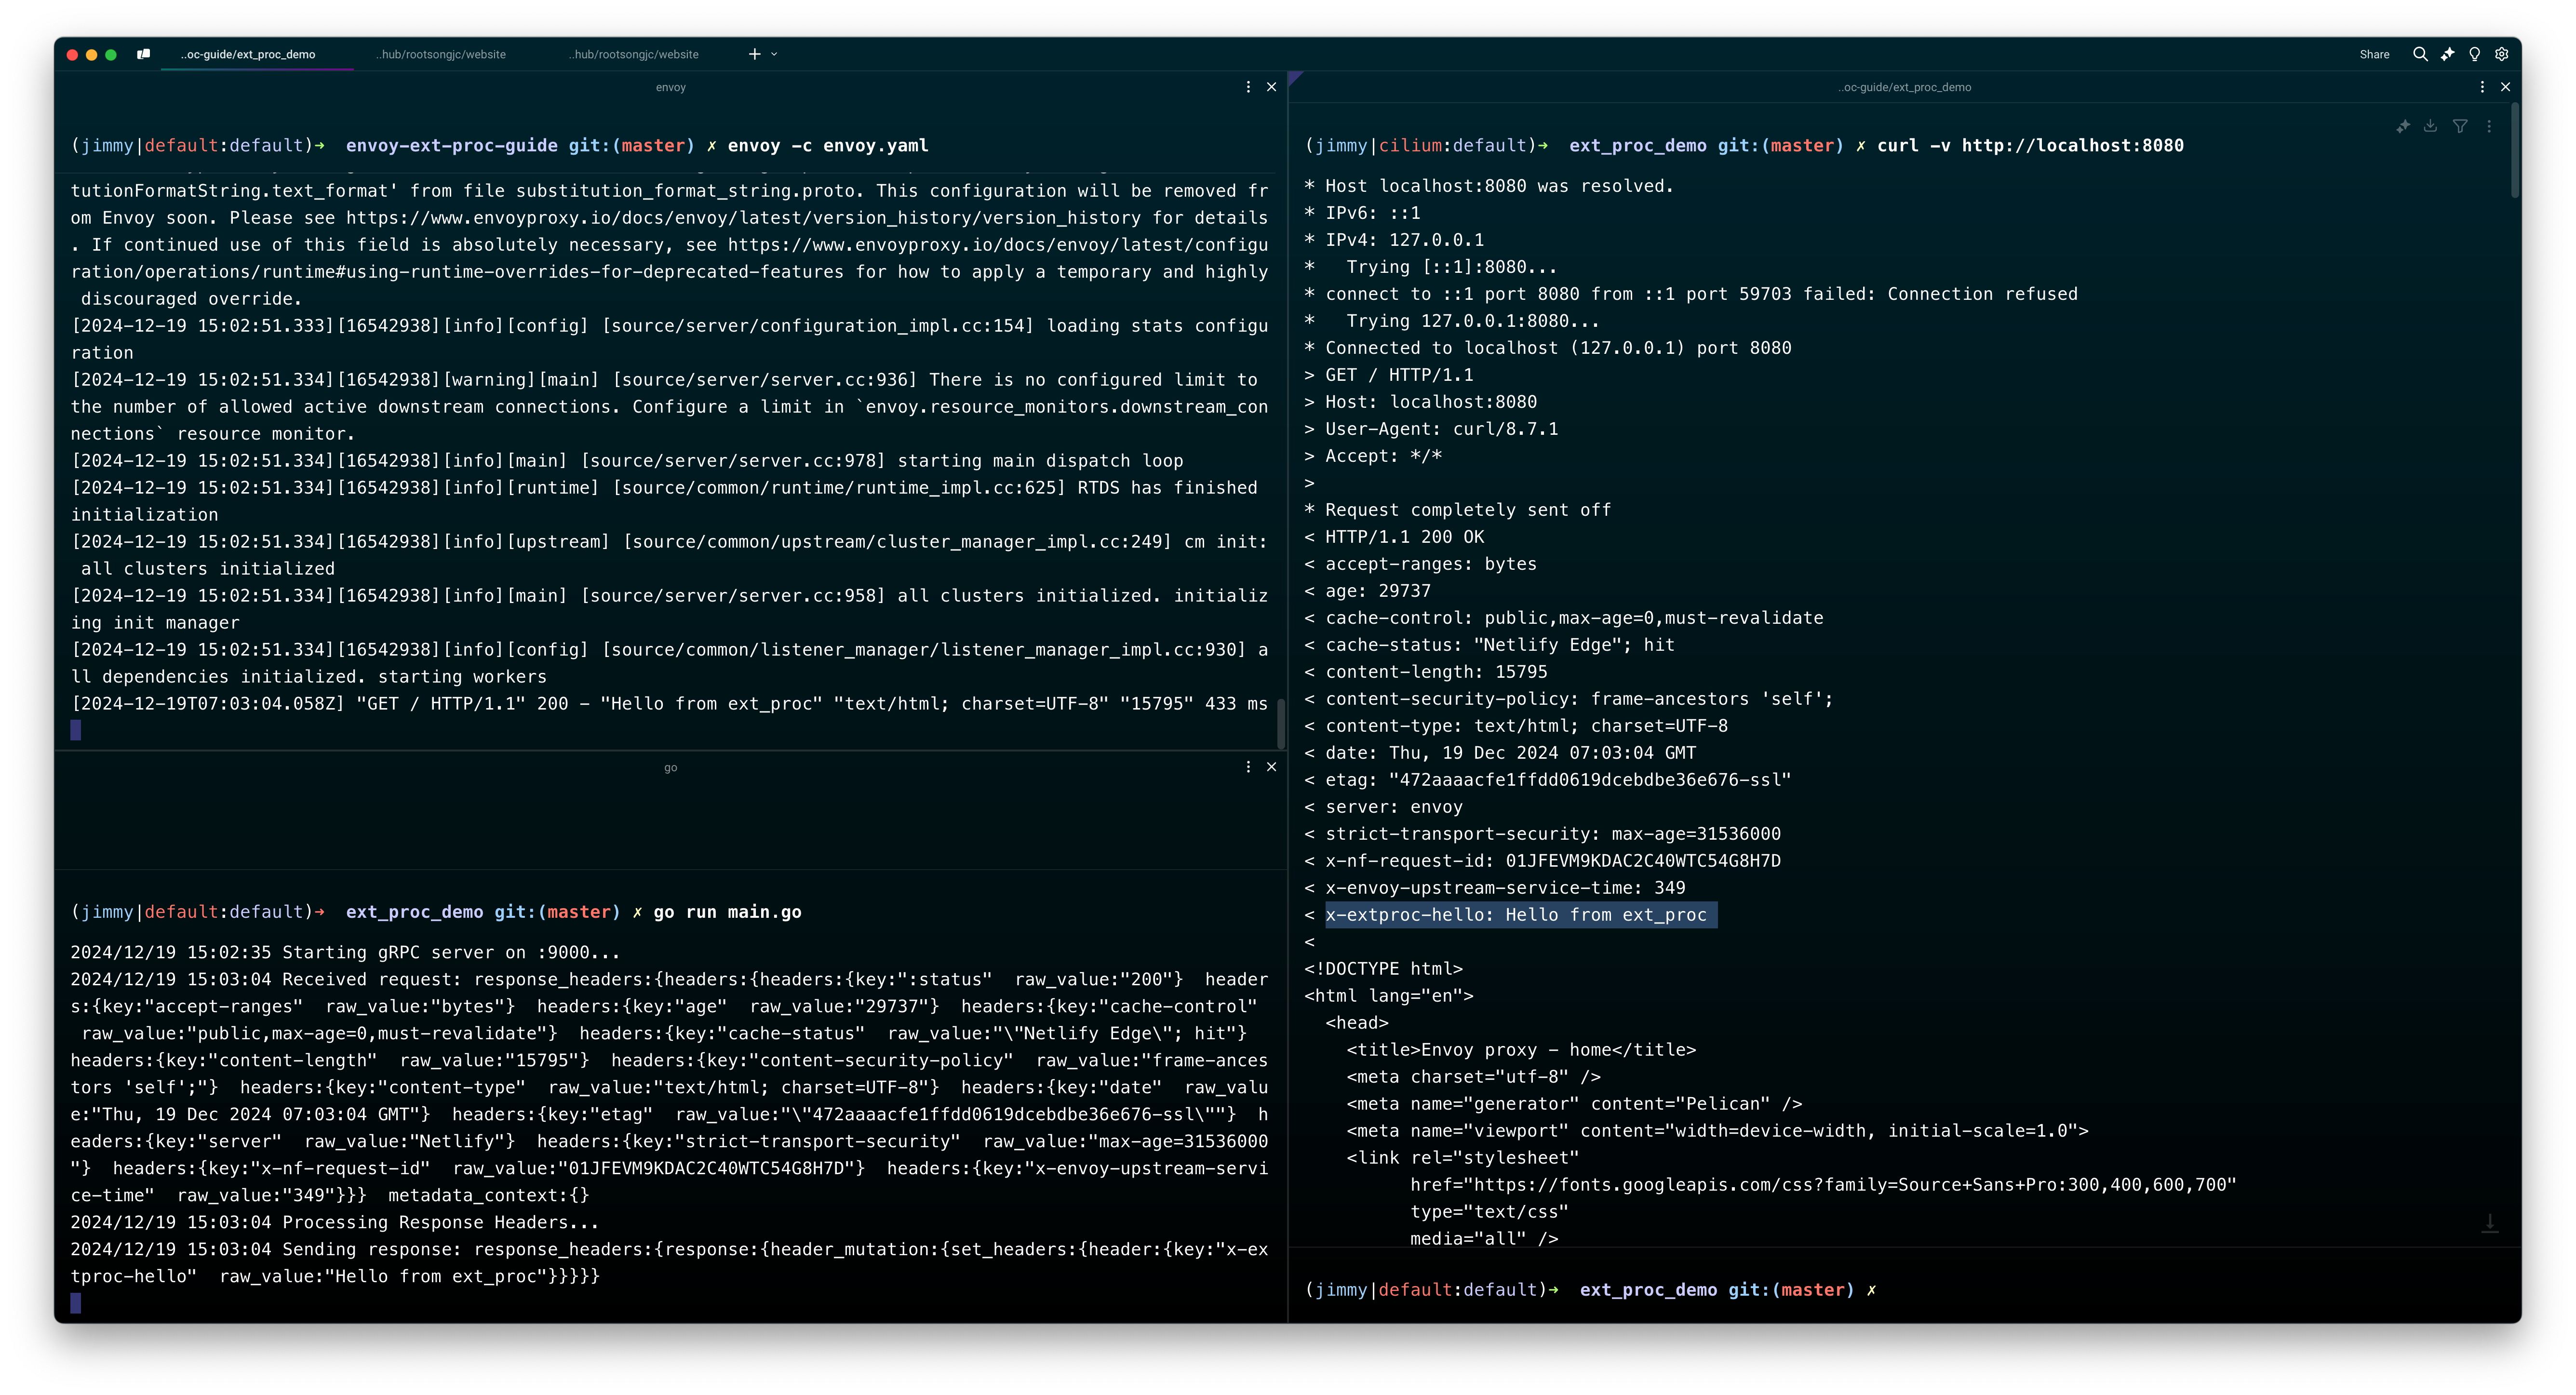 ..oc-guide/ext_proc_demo
..hub/rootsongjc/website
..hub/rootsongjc/website
Share
envoy
(jimmy|default:default)➜  envoy-ext-proc-guide git:(master) ✗ envoy -c envoy.yaml
tutionFormatString.text_format' from file substitution_format_string.proto. This configuration will be removed fr
om Envoy soon. Please see https://www.envoyproxy.io/docs/envoy/latest/version_history/version_history for details
. If continued use of this field is absolutely necessary, see https://www.envoyproxy.io/docs/envoy/latest/configu
ration/operations/runtime#using-runtime-overrides-for-deprecated-features for how to apply a temporary and highly
 discouraged override.
[2024-12-19 15:02:51.333][16542938][info][config] [source/server/configuration_impl.cc:154] loading stats configu
ration
[2024-12-19 15:02:51.334][16542938][warning][main] [source/server/server.cc:936] There is no configured limit to
the number of allowed active downstream connections. Configure a limit in `envoy.resource_monitors.downstream_con
nections` resource monitor.
[2024-12-19 15:02:51.334][16542938][info][main] [source/server/server.cc:978] starting main dispatch loop
[2024-12-19 15:02:51.334][16542938][info][runtime] [source/common/runtime/runtime_impl.cc:625] RTDS has finished
initialization
[2024-12-19 15:02:51.334][16542938][info][upstream] [source/common/upstream/cluster_manager_impl.cc:249] cm init:
 all clusters initialized
[2024-12-19 15:02:51.334][16542938][info][main] [source/server/server.cc:958] all clusters initialized. initializ
ing init manager
[2024-12-19 15:02:51.334][16542938][info][config] [source/common/listener_manager/listener_manager_impl.cc:930] a
ll dependencies initialized. starting workers
[2024-12-19T07:03:04.058Z] "GET / HTTP/1.1" 200 - "Hello from ext_proc" "text/html; charset=UTF-8" "15795" 433 ms
go
(jimmy|default:default)➜  ext_proc_demo git:(master) ✗ go run main.go
2024/12/19 15:02:35 Starting gRPC server on :9000...
2024/12/19 15:03:04 Received request: response_headers:{headers:{headers:{key:":status"  raw_value:"200"}  header
s:{key:"accept-ranges"  raw_value:"bytes"}  headers:{key:"age"  raw_value:"29737"}  headers:{key:"cache-control"
 raw_value:"public,max-age=0,must-revalidate"}  headers:{key:"cache-status"  raw_value:"\"Netlify Edge\"; hit"}
headers:{key:"content-length"  raw_value:"15795"}  headers:{key:"content-security-policy"  raw_value:"frame-ances
tors 'self';"}  headers:{key:"content-type"  raw_value:"text/html; charset=UTF-8"}  headers:{key:"date"  raw_valu
e:"Thu, 19 Dec 2024 07:03:04 GMT"}  headers:{key:"etag"  raw_value:"\"472aaaacfe1ffdd0619dcebdbe36e676-ssl\""}  h
eaders:{key:"server"  raw_value:"Netlify"}  headers:{key:"strict-transport-security"  raw_value:"max-age=31536000
"}  headers:{key:"x-nf-request-id"  raw_value:"01JFEVM9KDAC2C40WTC54G8H7D"}  headers:{key:"x-envoy-upstream-servi
ce-time"  raw_value:"349"}}}  metadata_context:{}
2024/12/19 15:03:04 Processing Response Headers...
2024/12/19 15:03:04 Sending response: response_headers:{response:{header_mutation:{set_headers:{header:{key:"x-ex
tproc-hello"  raw_value:"Hello from ext_proc"}}}}}
..oc-guide/ext_proc_demo
(jimmy|cilium:default)➜  ext_proc_demo git:(master) ✗ curl -v http://localhost:8080
* Host localhost:8080 was resolved.
* IPv6: ::1
* IPv4: 127.0.0.1
*   Trying [::1]:8080...
* connect to ::1 port 8080 from ::1 port 59703 failed: Connection refused
*   Trying 127.0.0.1:8080...
* Connected to localhost (127.0.0.1) port 8080
> GET / HTTP/1.1
> Host: localhost:8080
> User-Agent: curl/8.7.1
> Accept: */*
>
* Request completely sent off
< HTTP/1.1 200 OK
< accept-ranges: bytes
< age: 29737
< cache-control: public,max-age=0,must-revalidate
< cache-status: "Netlify Edge"; hit
< content-length: 15795
< content-security-policy: frame-ancestors 'self';
< content-type: text/html; charset=UTF-8
< date: Thu, 19 Dec 2024 07:03:04 GMT
< etag: "472aaaacfe1ffdd0619dcebdbe36e676-ssl"
< server: envoy
< strict-transport-security: max-age=31536000
< x-nf-request-id: 01JFEVM9KDAC2C40WTC54G8H7D
< x-envoy-upstream-service-time: 349
< x-extproc-hello: Hello from ext_proc
<
<!DOCTYPE html>
<html lang="en">
  <head>
    <title>Envoy proxy - home</title>
    <meta charset="utf-8" />
    <meta name="generator" content="Pelican" />
    <meta name="viewport" content="width=device-width, initial-scale=1.0">
    <link rel="stylesheet"
          href="https://fonts.googleapis.com/css?family=Source+Sans+Pro:300,400,600,700"
          type="text/css"
          media="all" />
(jimmy|default:default)➜  ext_proc_demo git:(master) ✗